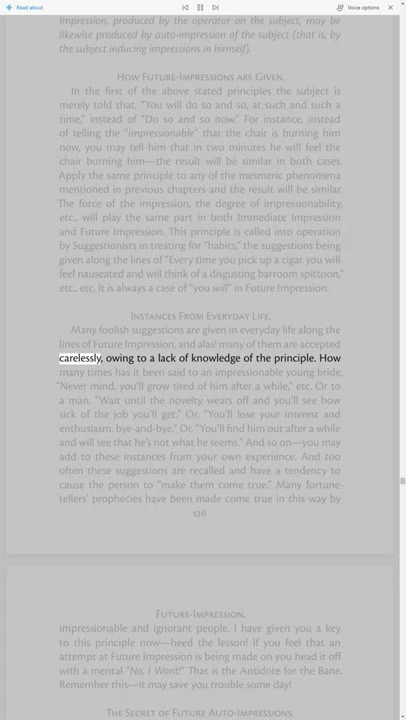 Read aloud
Voice options
Impression, produced by the operator on the subject, may be
likewise produced by auto-impression of the subject (that is, by
the subject inducing impressions in himself).
How Future-Impressions are Given.
In the first of the above stated principles the subject is
merely told that, "You will do so and so, at such and such a
time," instead of "Do so and so now." For instance, instead
of telling the "impressionable" that the chair is burning him
now, you may tell him that in two minutes he will feel the
chair burning him—the result will be similar in both cases.
Apply the same principle to any of the mesmeric phenomena
mentioned in previous chapters and the result will be similar.
The force of the impression, the degree of impressionability,
etc., will play the same part in both Immediate Impression
and Future Impression. This principle is called into operation
by Suggestionists in treating for "habits," the suggestions being
given along the lines of "Every time you pick up a cigar you will
feel nauseated and will think of a disgusting barroom spittoon,"
etc., etc. It is always a case of "you will" in Future Impression.
Instances From Everyday Life.
Many foolish suggestions are given in everyday life along the
lines of Future Impression, and alas! many of them are accepted
carelessly, owing to a lack of knowledge of the principle. How
many times has it been said to an impressionable young bride,
"Never mind, you'll grow tired of him after a while," etc. Or to
a man, "Wait until the novelty wears off and you'll see how
sick of the job you'll get." Or, "You'll lose your interest and
enthusiasm, bye-and-bye." Or, "You'll find him out after a while
and will see that he's not what he seems." And so on—you may
add to these instances from your own experience. And too
often these suggestions are recalled and have a tendency to
cause the person to "make them come true." Many fortune-
tellers' prophecies have been made come true in this way by
126
Future-Impression.
impressionable and ignorant people. I have given you a key
to this process now—heed the lesson! If you feel that an
attempt at Future Impression is being made on you head it off
with a mental "No, I Won't!" That is the Antidote for the Bane.
Remember this—it may save you trouble some day!
The Secret of Future Auto-Impressions.